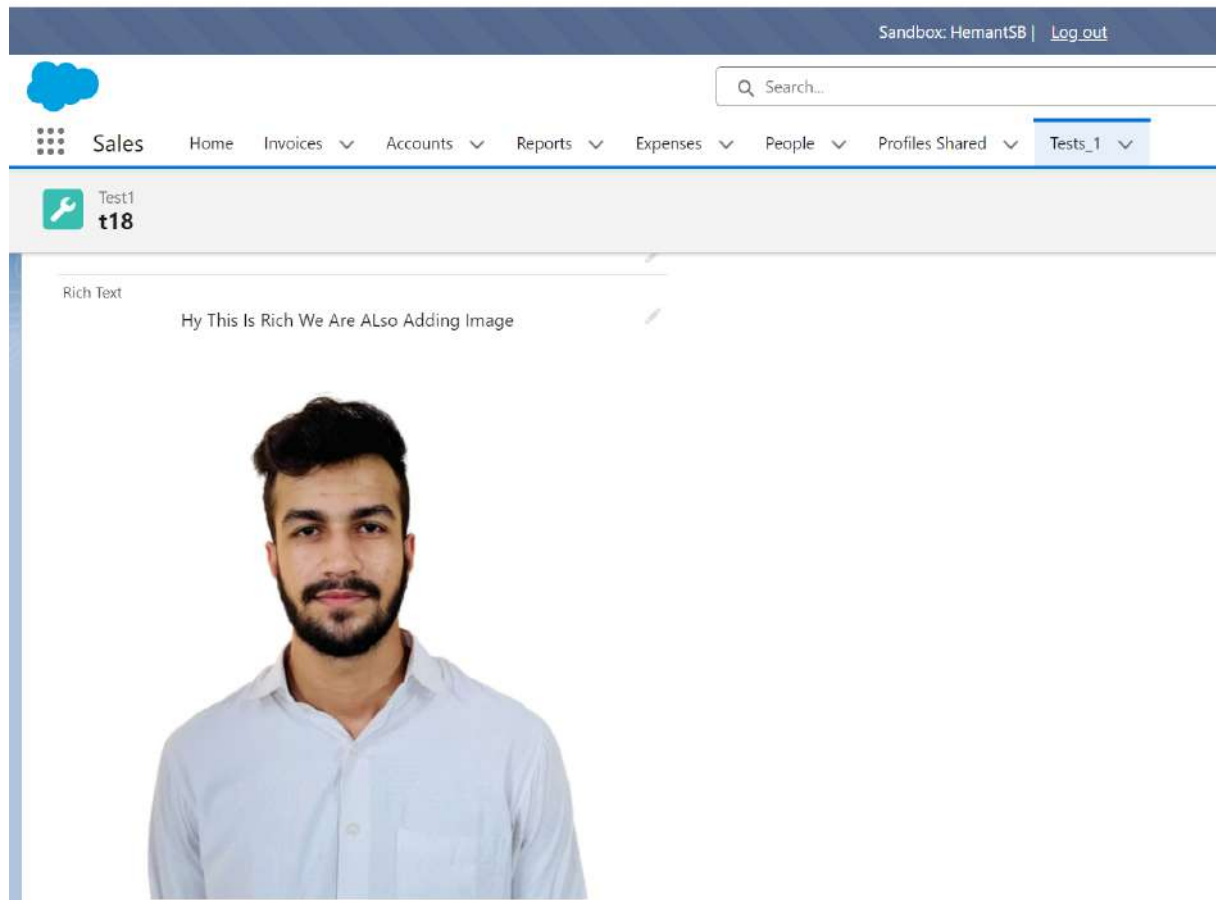 Sandbox: HemantSB | Log out
Search...
Sales Home Invoices Accounts Reports Expenses People Profiles Shared Tests_1
Test1
t18
Rich Text
Hy This Is Rich We Are ALso Adding Image